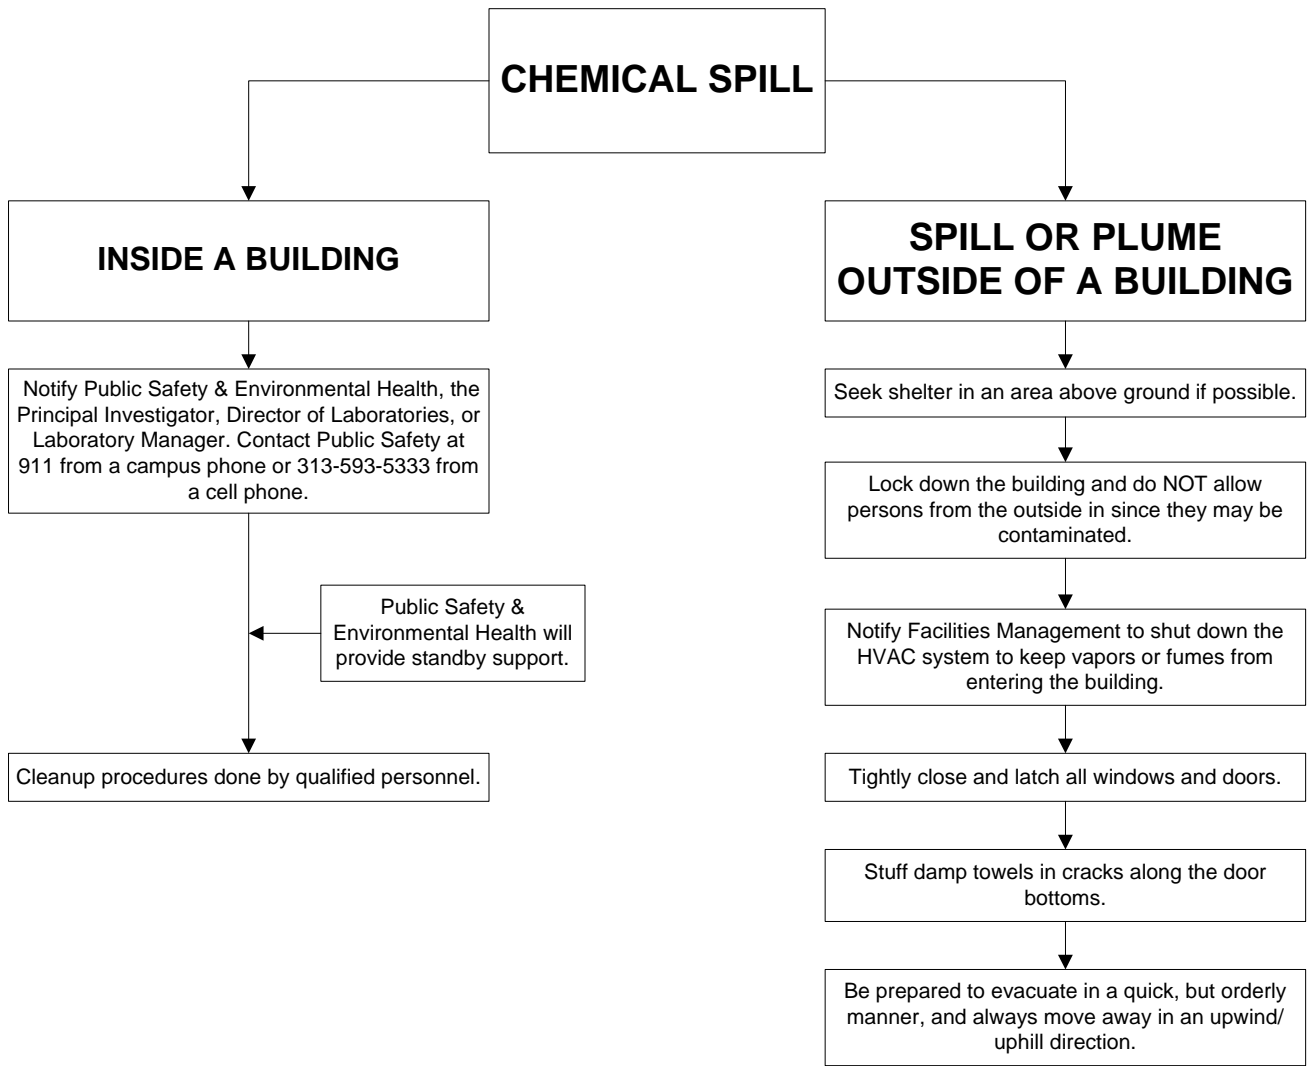 CHEMICAL SPILL
INSIDE A BUILDING
Notify Public Safety & Environmental Health, the
Principal Investigator, Director of Laboratories, or
Laboratory Manager. Contact Public Safety at
911 from a campus phone or 313-593-5333 from
a cell phone.
Public Safety &
Environmental Health will
provide standby support.
Cleanup procedures done by qualified personnel.
SPILL OR PLUME
OUTSIDE OF A BUILDING
Seek shelter in an area above ground if possible.
Lock down the building and do NOT allow
persons from the outside in since they may be
contaminated.
Notify Facilities Management to shut down the
HVAC system to keep vapors or fumes from
entering the building.
Tightly close and latch all windows and doors.
Stuff damp towels in cracks along the door
bottoms.
Be prepared to evacuate in a quick, but orderly
manner, and always move away in an upwind/
uphill direction.